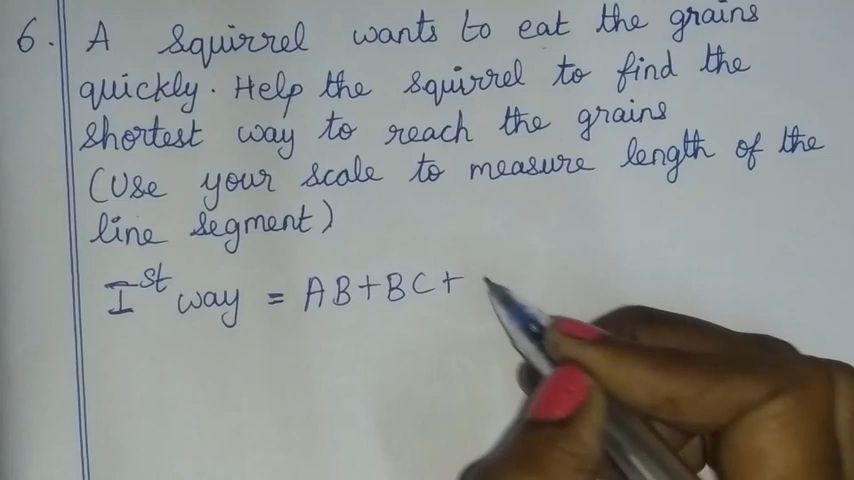 6. A squirrel wants to eat the grains
quickly. Help the squirrel to find the
shortest way to reach the grains
(Use your scale to measure length of the
line segment)
Ist way = AB+BC+